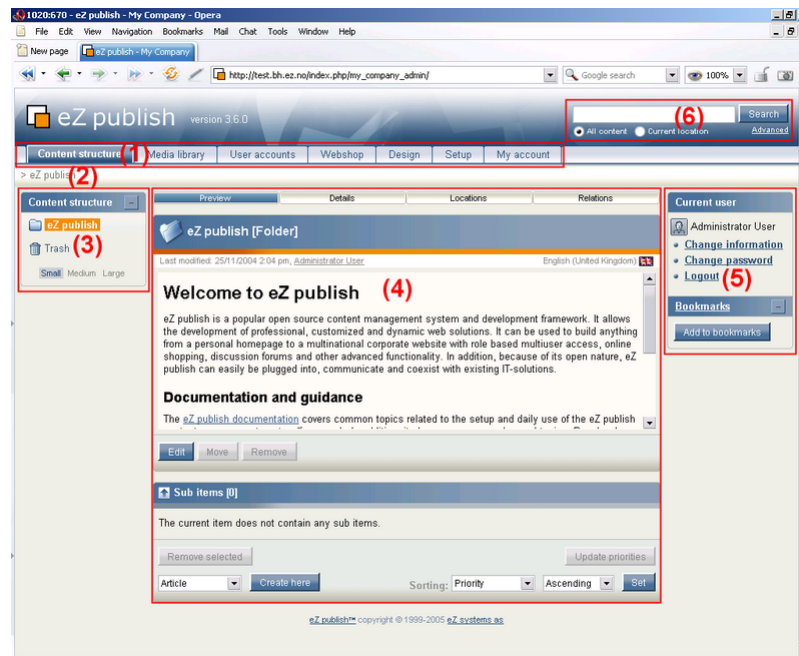 1020:670 - eZ publish - My Company - Opera
File Edit View Navigation Bookmarks Mail Chat Tools Window Help
New page eZ publish - My Company
http://test.bh.ez.no/index.php/my_company_admin/ Google search 100%
eZ publish version 3.6.0
(6) Search
All content Current location Advanced
Content structure (1) Media library User accounts Webshop Design Setup My account
> eZ publish
(2)
Content structure
eZ publish
Trash (3)
Small Medium Large
Preview Details Locations Relations
eZ publish [Folder]
Last modified: 25/11/2004 2:04 pm, Administrator User English (United Kingdom)
Welcome to eZ publish (4)
eZ publish is a popular open source content management system and development framework. It allows
the development of professional, customized and dynamic web solutions. It can be used to build anything
from a personal homepage to a multinational corporate website with role based multiuser access, online
shopping, discussion forums and other advanced functionality. In addition, because of its open nature, eZ
publish can easily be plugged into, communicate and coexist with existing IT-solutions.
Documentation and guidance
The eZ publish documentation covers common topics related to the setup and daily use of the eZ publish
Edit Move Remove
Sub items [0]
The current item does not contain any sub items.
Remove selected Update priorities
Article Create here Sorting: Priority Ascending Set
Current user
Administrator User
Change information
Change password
Logout (5)
Bookmarks
Add to bookmarks
eZ publish™ copyright © 1999-2005 eZ systems as